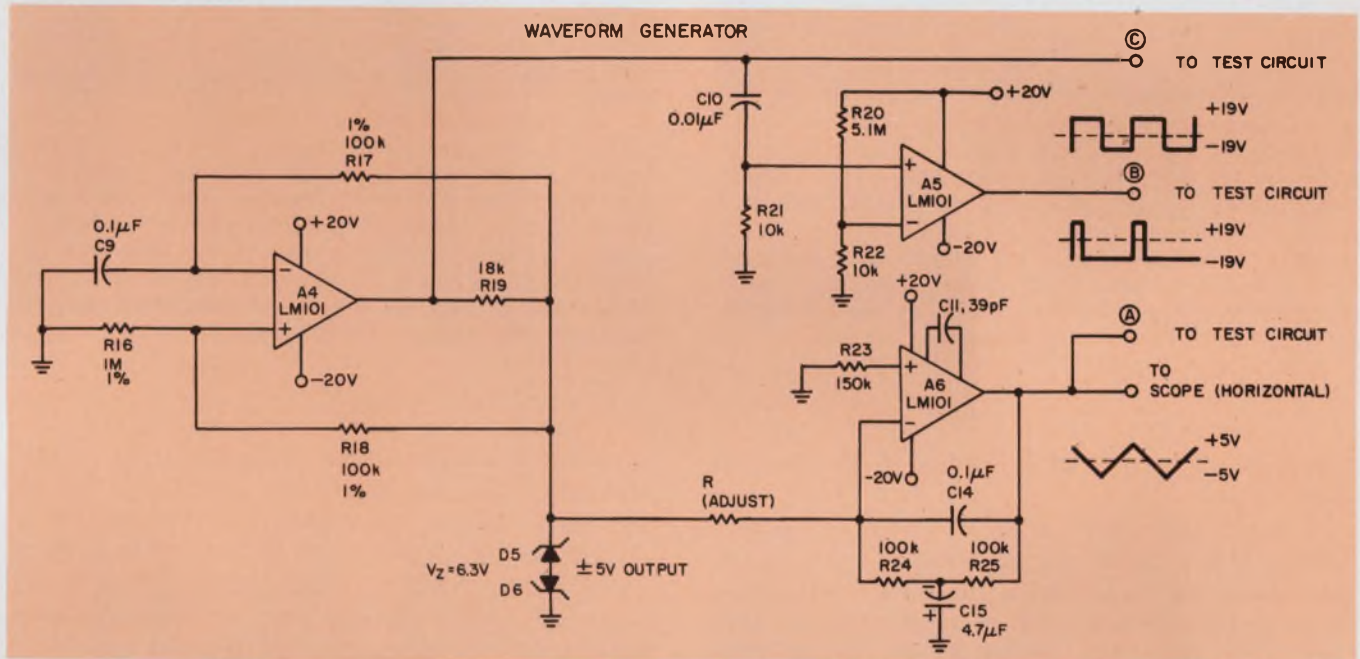 WAVEFORM GENERATOR
C
TO TEST CIRCUIT
C10
0.01μF
+20V
R20
5.1M
+19V
-19V
1%
100k
R17
+
A5
LM101
-
B
TO TEST CIRCUIT
R21
10k
-20V
R22
10k
+19V
-19V
0.1μF
C9
+20V
-
A4
LM101
+
18k
R19
R16
1M
1%
-20V
+20V
C11, 39pF
A
TO TEST CIRCUIT
R23
150k
+
A6
LM101
-
TO
SCOPE (HORIZONTAL)
R18
100k
1%
-20V
0.1μF
C14
+5V
-5V
R
(ADJUST)
D5
VZ=6.3V
±5V OUTPUT
D6
100k
R24
100k
R25
-
+
C15
4.7μF